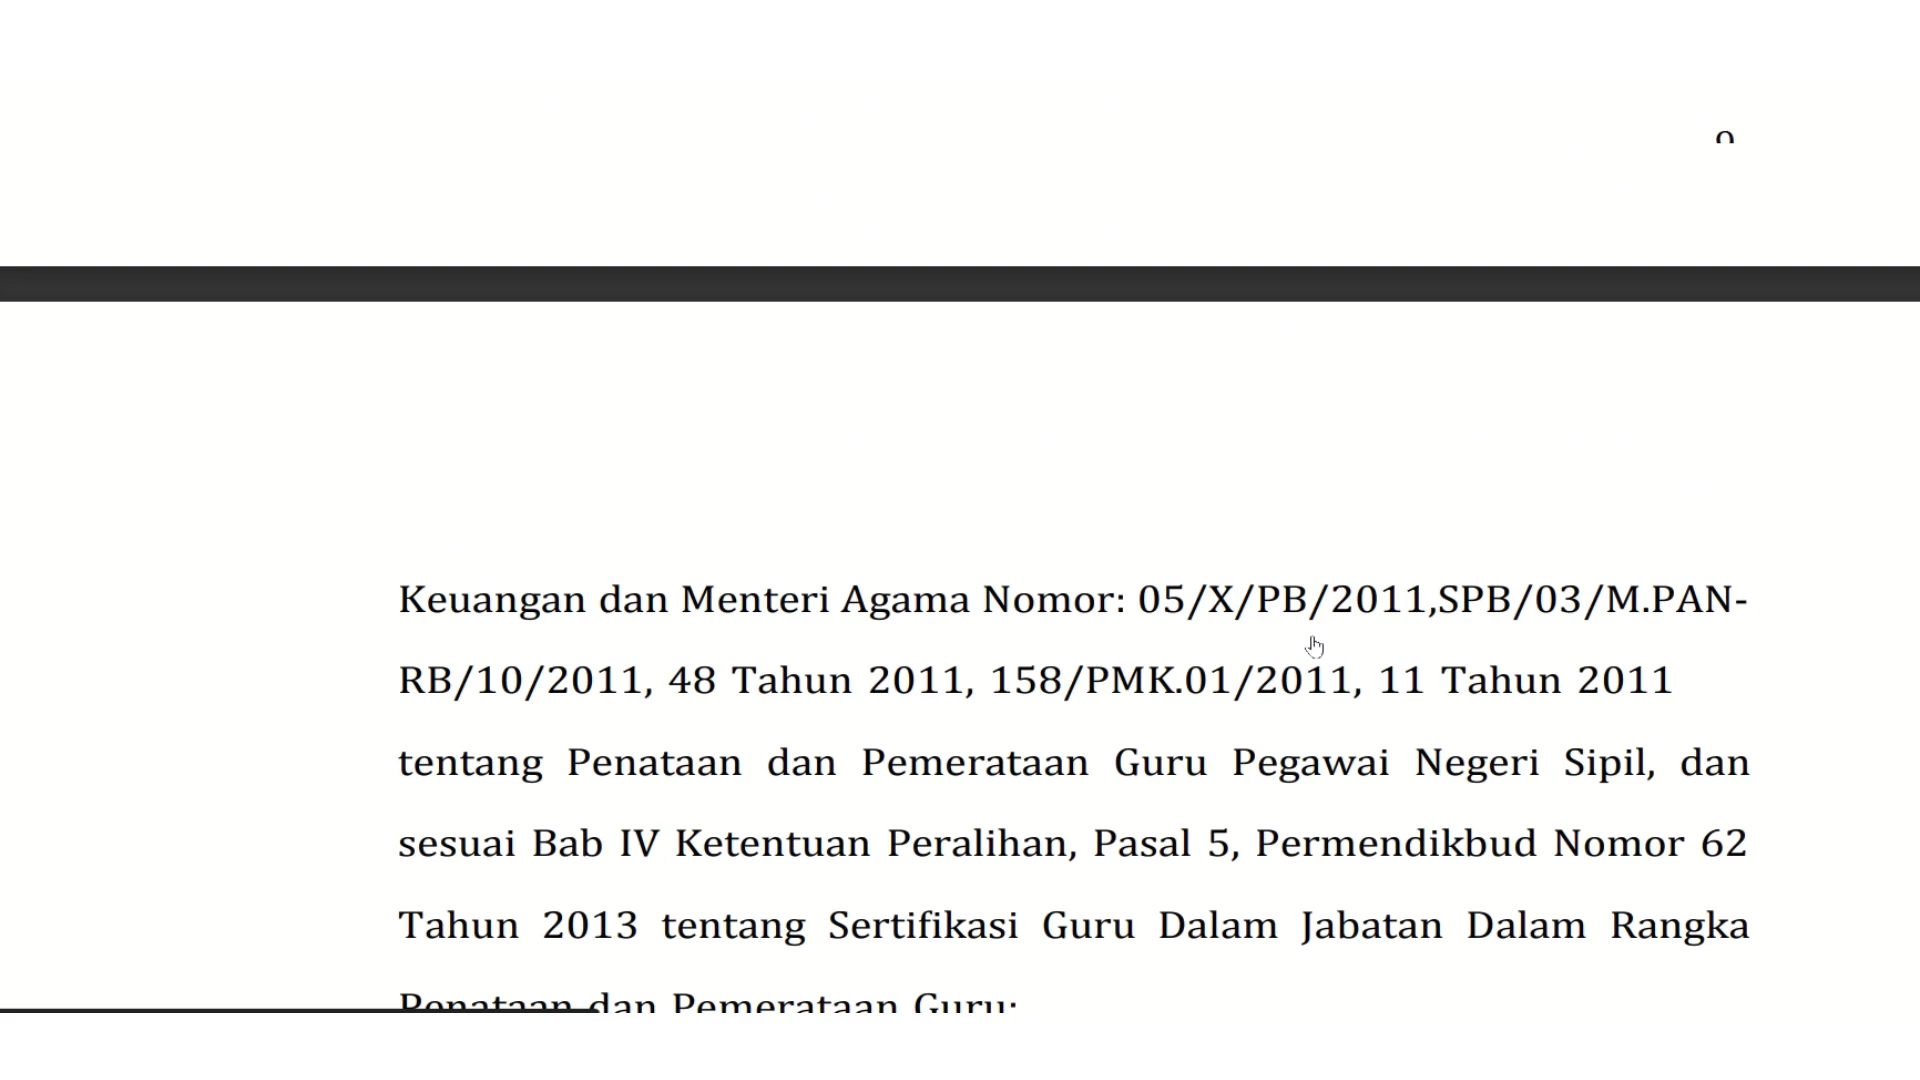 Keuangan dan Menteri Agama Nomor: 05/X/PB/2011,SPB/03/M.PAN-
RB/10/2011, 48 Tahun 2011, 158/PMK.01/2011, 11 Tahun 2011
tentang Penataan dan Pemerataan Guru Pegawai Negeri Sipil, dan
sesuai Bab IV Ketentuan Peralihan, Pasal 5, Permendikbud Nomor 62
Tahun 2013 tentang Sertifikasi Guru Dalam Jabatan Dalam Rangka
Penataan dan Pemerataan Guru;